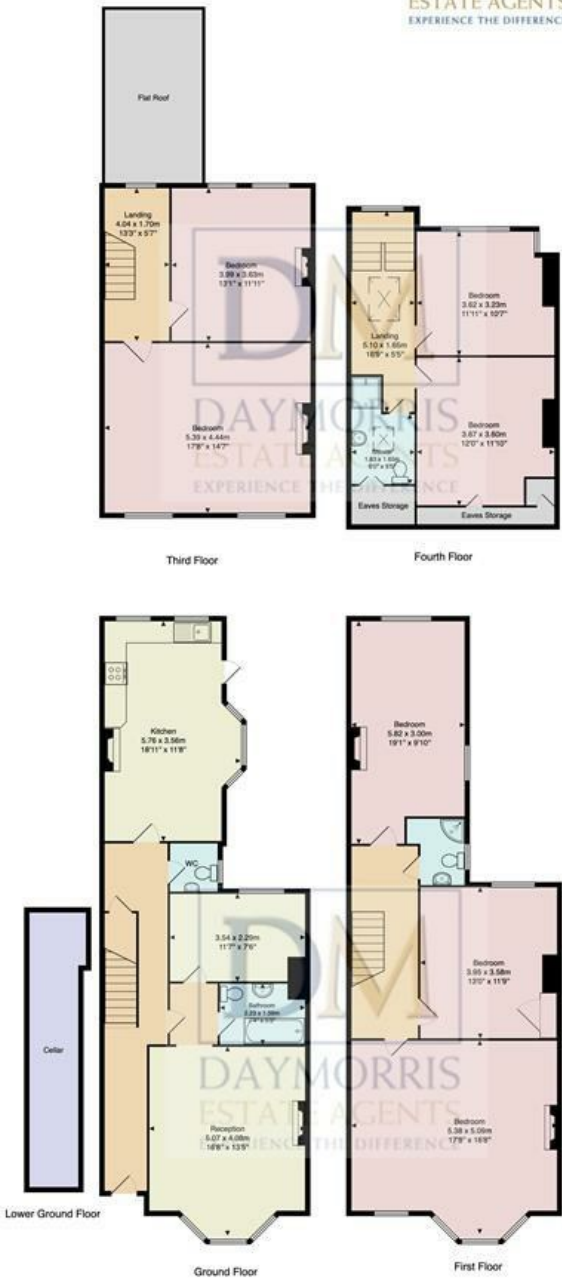 ESTATE AGENTS
EXPERIENCE THE DIFFERENCE
Flat Roof
Landing
4.04 x 1.70m
13'3" x 5'7"
Bedroom
3.99 x 3.63m
13'1" x 11'11"
Bedroom
5.39 x 4.44m
17'8" x 14'7"
Third Floor
Landing
5.10 x 1.65m
16'9" x 5'5"
Bedroom
3.62 x 3.23m
11'11" x 10'7"
Bedroom
3.67 x 3.60m
12'0" x 11'10"
Eaves Storage
Eaves Storage
Fourth Floor
DM
DAYMORRIS
ESTATE AGENTS
EXPERIENCE THE DIFFERENCE
Kitchen
5.76 x 3.56m
18'11" x 11'8"
WC
3.54 x 2.29m
11'7" x 7'6"
Bathroom
Reception
5.07 x 4.08m
16'8" x 13'5"
Cellar
Lower Ground Floor
Ground Floor
Bedroom
5.82 x 3.00m
19'1" x 9'10"
Bedroom
3.95 x 3.58m
13'0" x 11'9"
Bedroom
5.38 x 5.09m
17'8" x 16'8"
First Floor
DM
DAYMORRIS
ESTATE AGENTS
EXPERIENCE THE DIFFERENCE